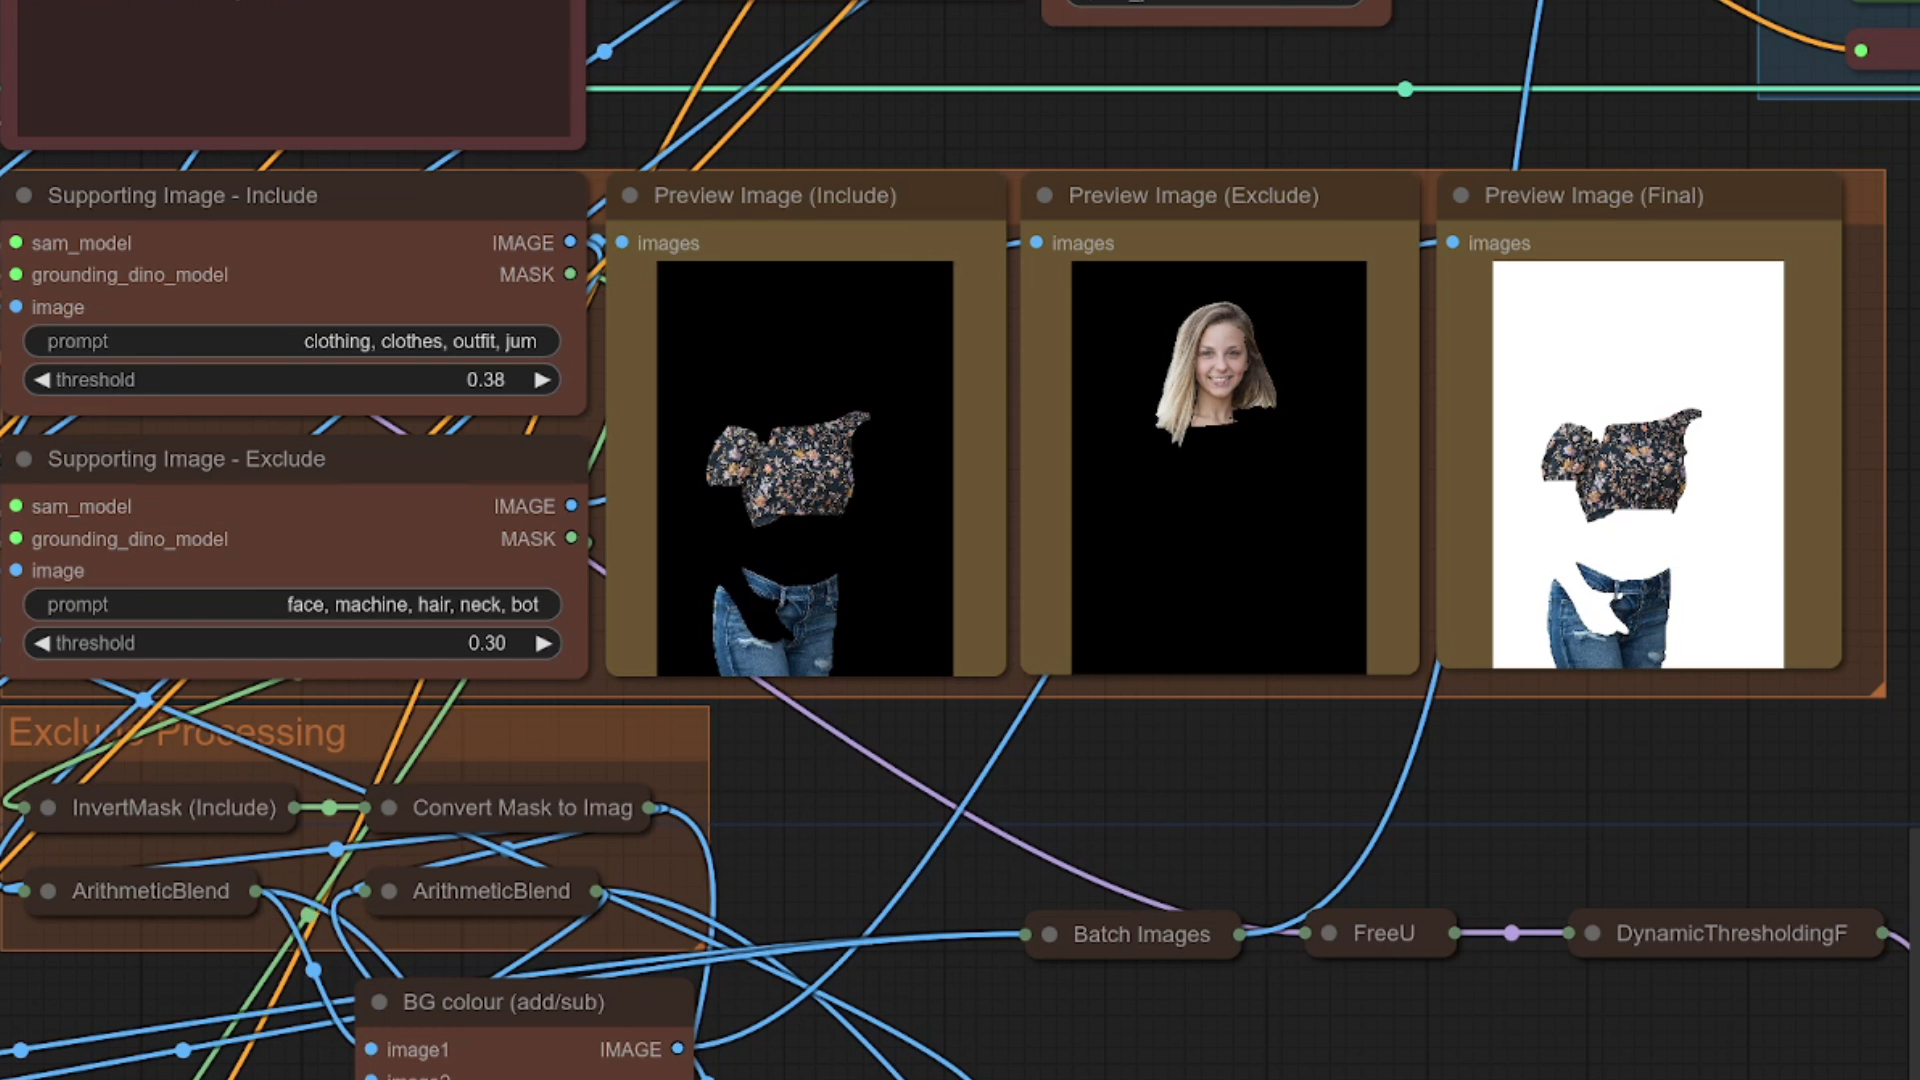 Supporting Image - Include
sam_model IMAGE
grounding_dino_model MASK
image
prompt clothing, clothes, outfit, jum
threshold 0.38
Preview Image (Include)
images
Preview Image (Exclude)
images
Preview Image (Final)
images
Supporting Image - Exclude
sam_model IMAGE
grounding_dino_model MASK
image
prompt face, machine, hair, neck, bot
threshold 0.30
Exclude Processing
InvertMask (Include)
Convert Mask to Imag
ArithmeticBlend
ArithmeticBlend
Batch Images
FreeU
DynamicThresholdingF
BG colour (add/sub)
image1 IMAGE